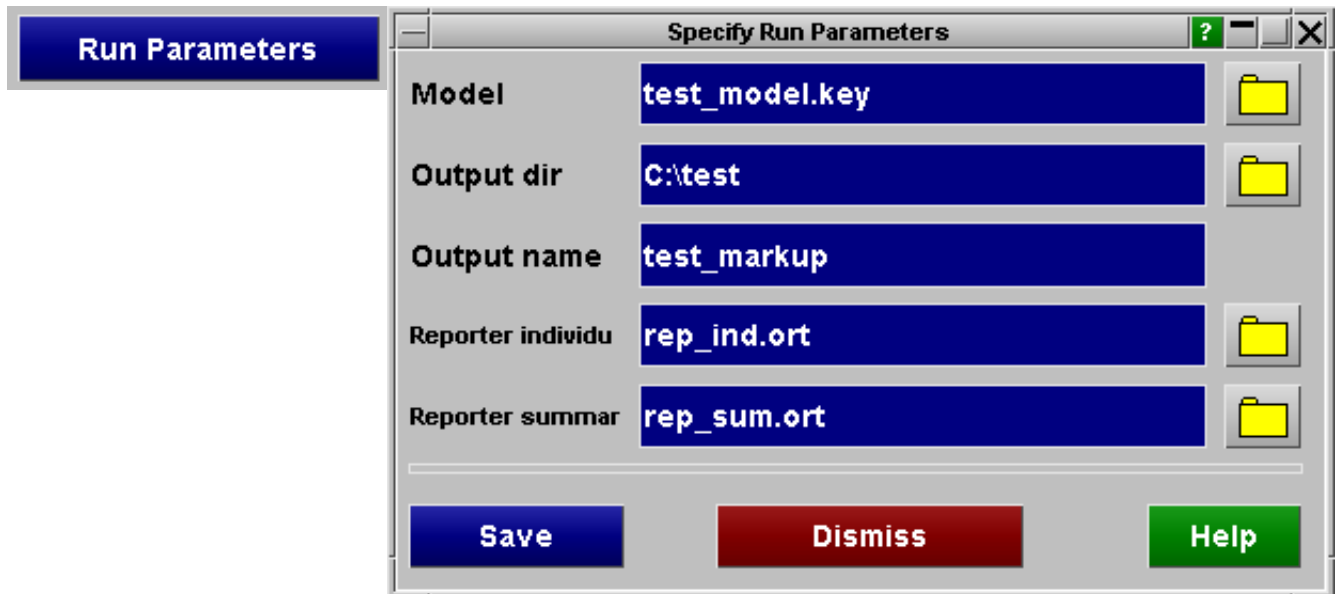 Run Parameters
Specify Run Parameters
?
Model test_model.key
Output dir C:\test
Output name test_markup
Reporter individu rep_ind.ort
Reporter summar rep_sum.ort
Save Dismiss Help